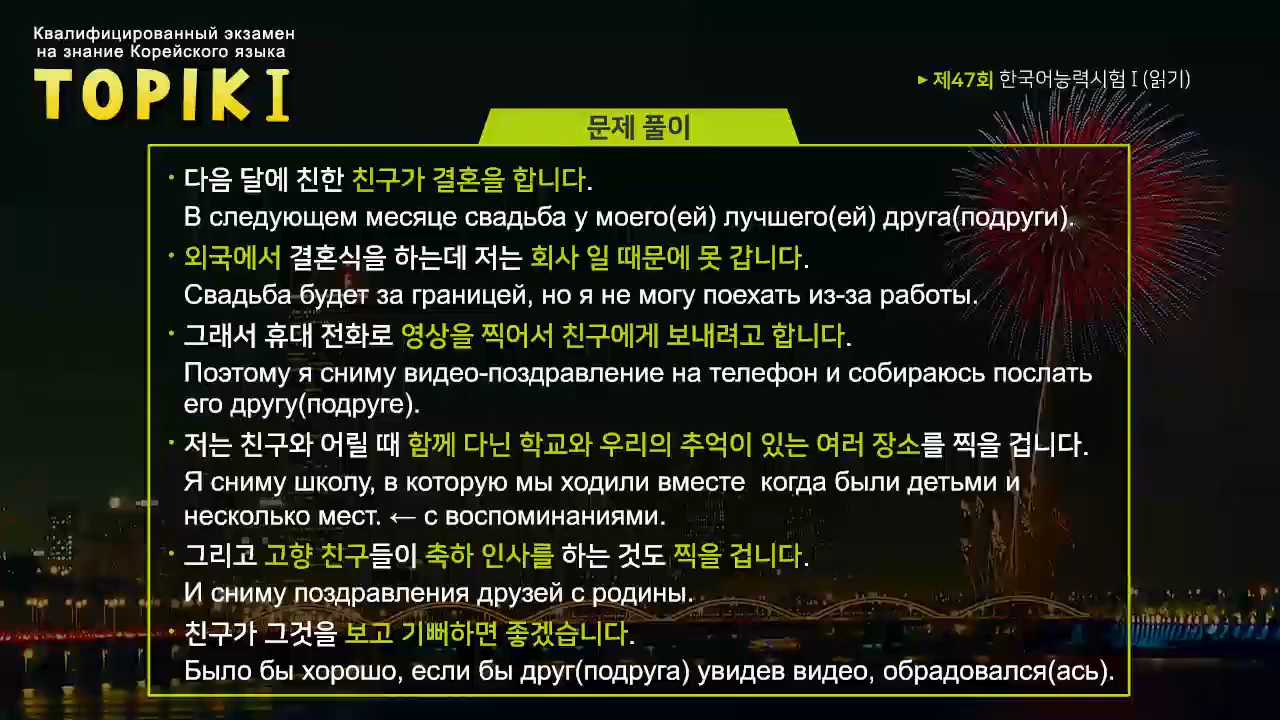 Квалифицированный экзамен
на знание Корейского языка
TOPIK I
▸ 제47회 한국어능력시험 I (읽기)
문제 풀이
· 다음 달에 친한 친구가 결혼을 합니다.
В следующем месяце свадьба у моего(ей) лучшего(ей) друга(подруги).
· 외국에서 결혼식을 하는데 저는 회사 일 때문에 못 갑니다.
Свадьба будет за границей, но я не могу поехать из-за работы.
· 그래서 휴대 전화로 영상을 찍어서 친구에게 보내려고 합니다.
Поэтому я сниму видео-поздравление на телефон и собираюсь послать
его другу(подруге).
· 저는 친구와 어릴 때 함께 다닌 학교와 우리의 추억이 있는 여러 장소를 찍을 겁니다.
Я сниму школу, в которую мы ходили вместе когда были детьми и
несколько мест. ← с воспоминаниями.
· 그리고 고향 친구들이 축하 인사를 하는 것도 찍을 겁니다.
И сниму поздравления друзей с родины.
· 친구가 그것을 보고 기뻐하면 좋겠습니다.
Было бы хорошо, если бы друг(подруга) увидев видео, обрадовался(ась).